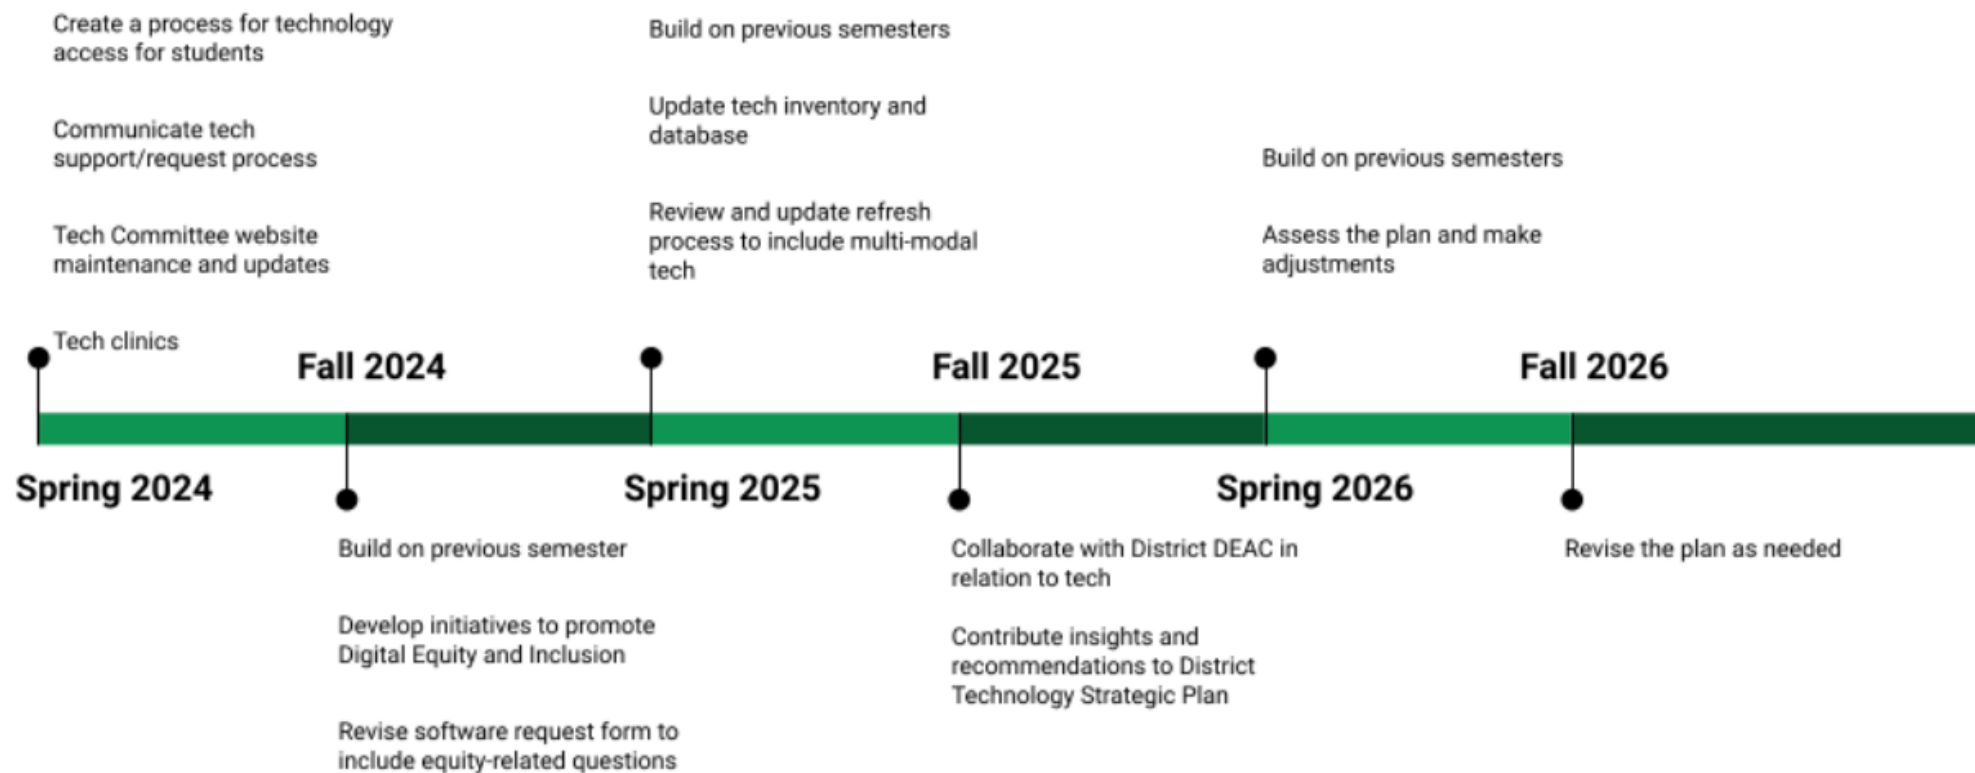 Create a process for technology
access for students
Communicate tech
support/request process
Tech Committee website
maintenance and updates
Tech clinics
Build on previous semesters
Update tech inventory and
database
Review and update refresh
process to include multi-modal
tech
Build on previous semesters
Assess the plan and make
adjustments
Fall 2024
Fall 2025
Fall 2026
Spring 2024
Spring 2025
Spring 2026
Build on previous semester
Develop initiatives to promote
Digital Equity and Inclusion
Revise software request form to
include equity-related questions
Collaborate with District DEAC in
relation to tech
Contribute insights and
recommendations to District
Technology Strategic Plan
Revise the plan as needed